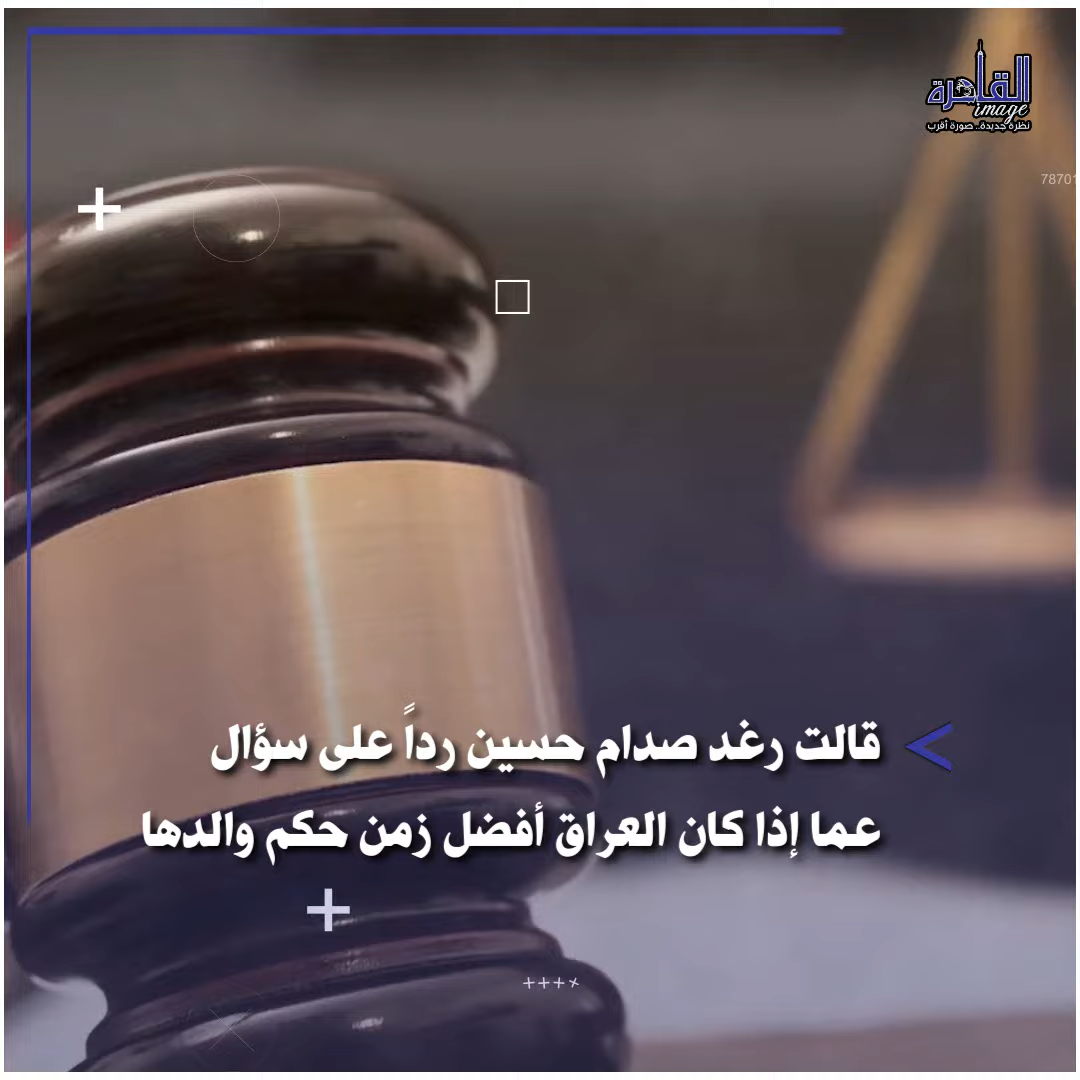 القاهرة
image
نظرة جديدة.. صورة أقرب
7870
قالت رغد صدام حسين رداً على سؤال
عما إذا كان العراق أفضل زمن حكم والدها